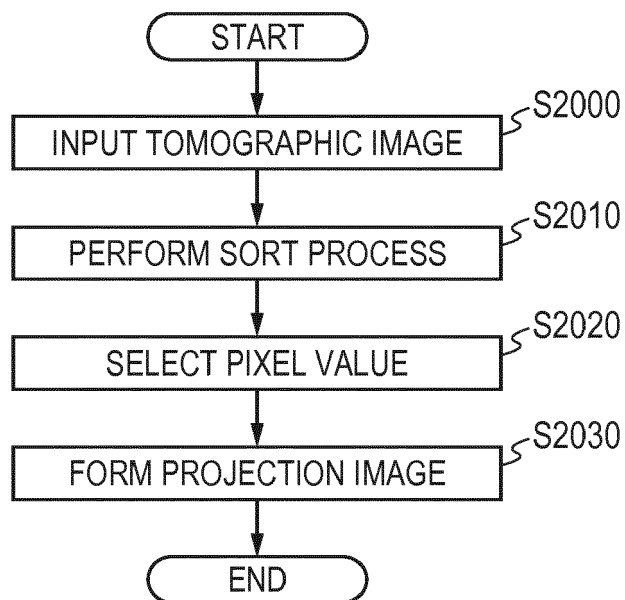 START
S2000
INPUT TOMOGRAPHIC IMAGE
S2010
PERFORM SORT PROCESS
S2020
SELECT PIXEL VALUE
S2030
FORM PROJECTION IMAGE
END